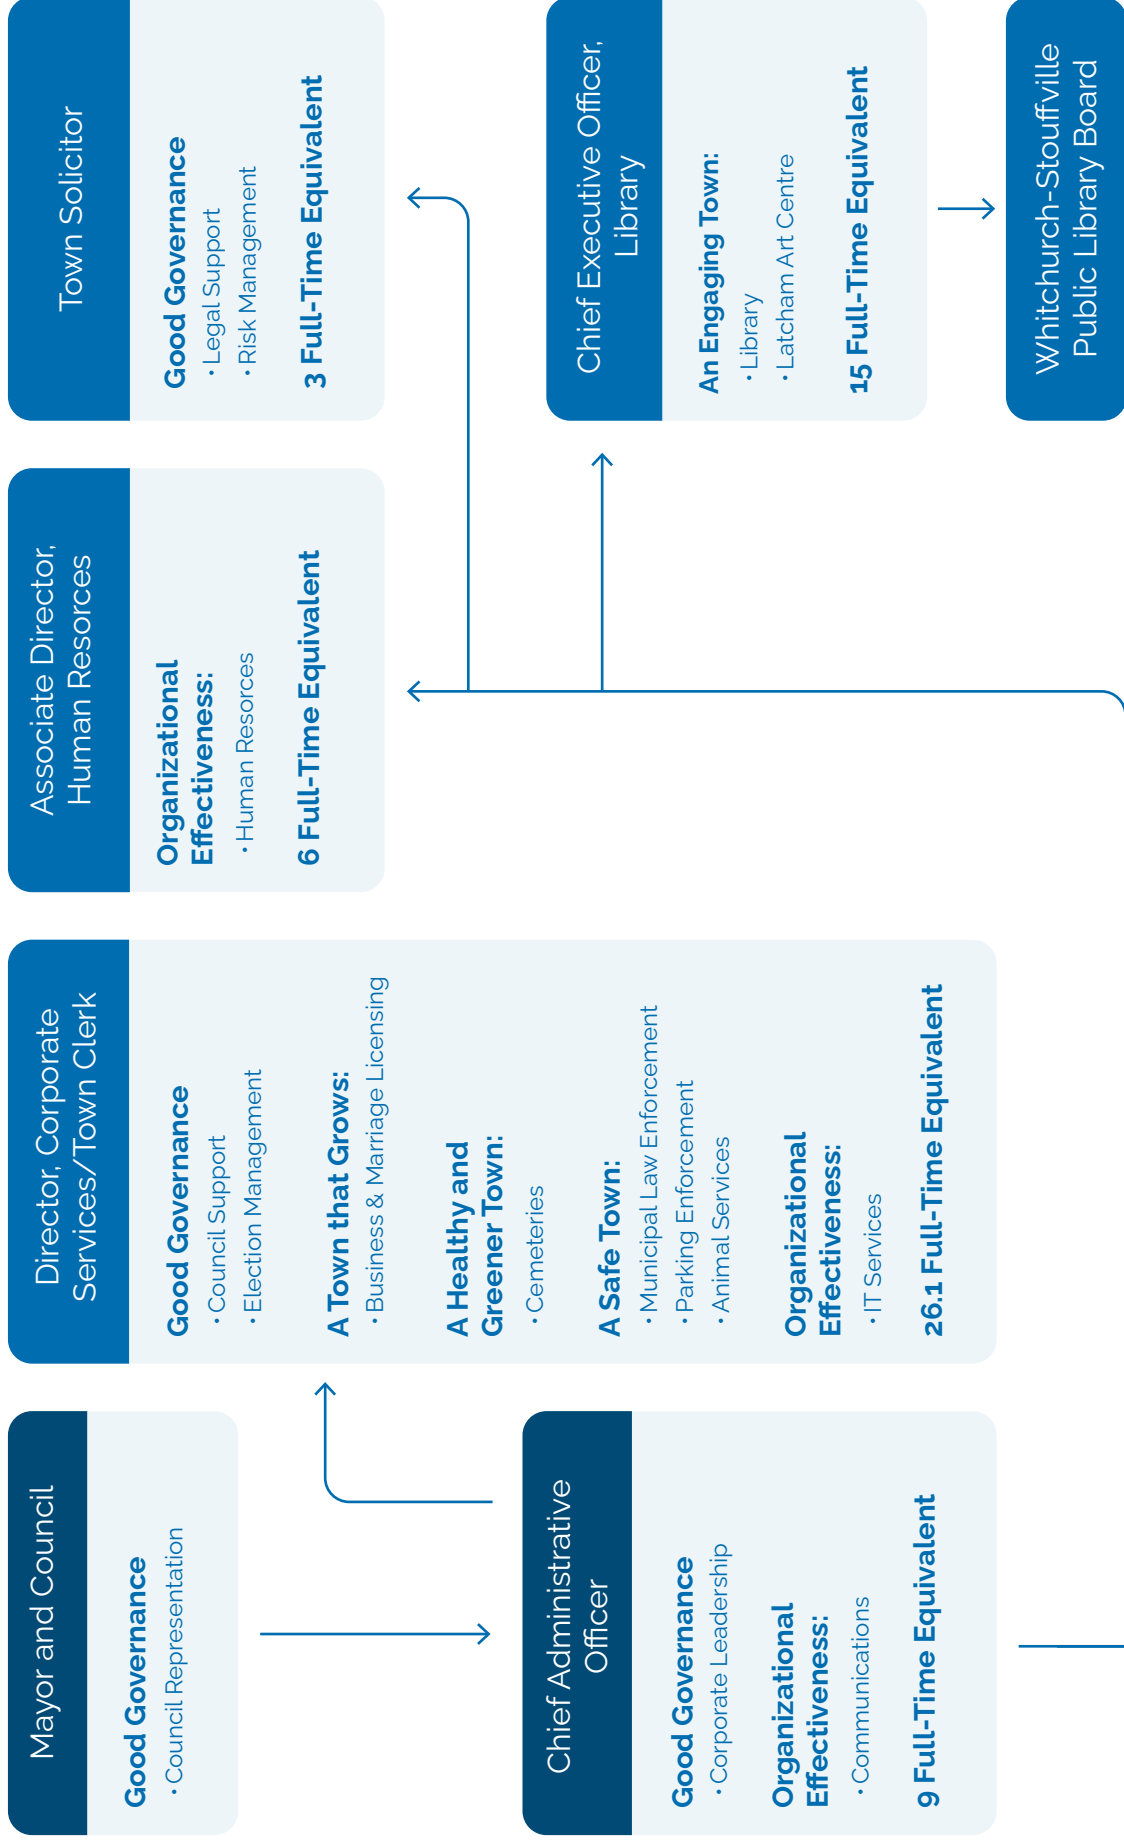 Mayor and Council
Good Governance
• Council Representation
Chief Administrative
Officer
Good Governance
• Corporate Leadership
Organizational
Effectiveness:
• Communications
9 Full-Time Equivalent
Director, Corporate
Services/Town Clerk
Good Governance
• Council Support
• Election Management
A Town that Grows:
• Business & Marriage Licensing
A Healthy and
Greener Town:
• Cemeteries
A Safe Town:
• Municipal Law Enforcement
• Parking Enforcement
• Animal Services
Organizational
Effectiveness:
• IT Services
26.1 Full-Time Equivalent
Associate Director,
Human Resorces
Organizational
Effectiveness:
• Human Resorces
6 Full-Time Equivalent
Town Solicitor
Good Governance
• Legal Support
• Risk Management
3 Full-Time Equivalent
Chief Executive Officer,
Library
An Engaging Town:
• Library
• Latcham Art Centre
15 Full-Time Equivalent
Whitchurch-Stouffville
Public Library Board